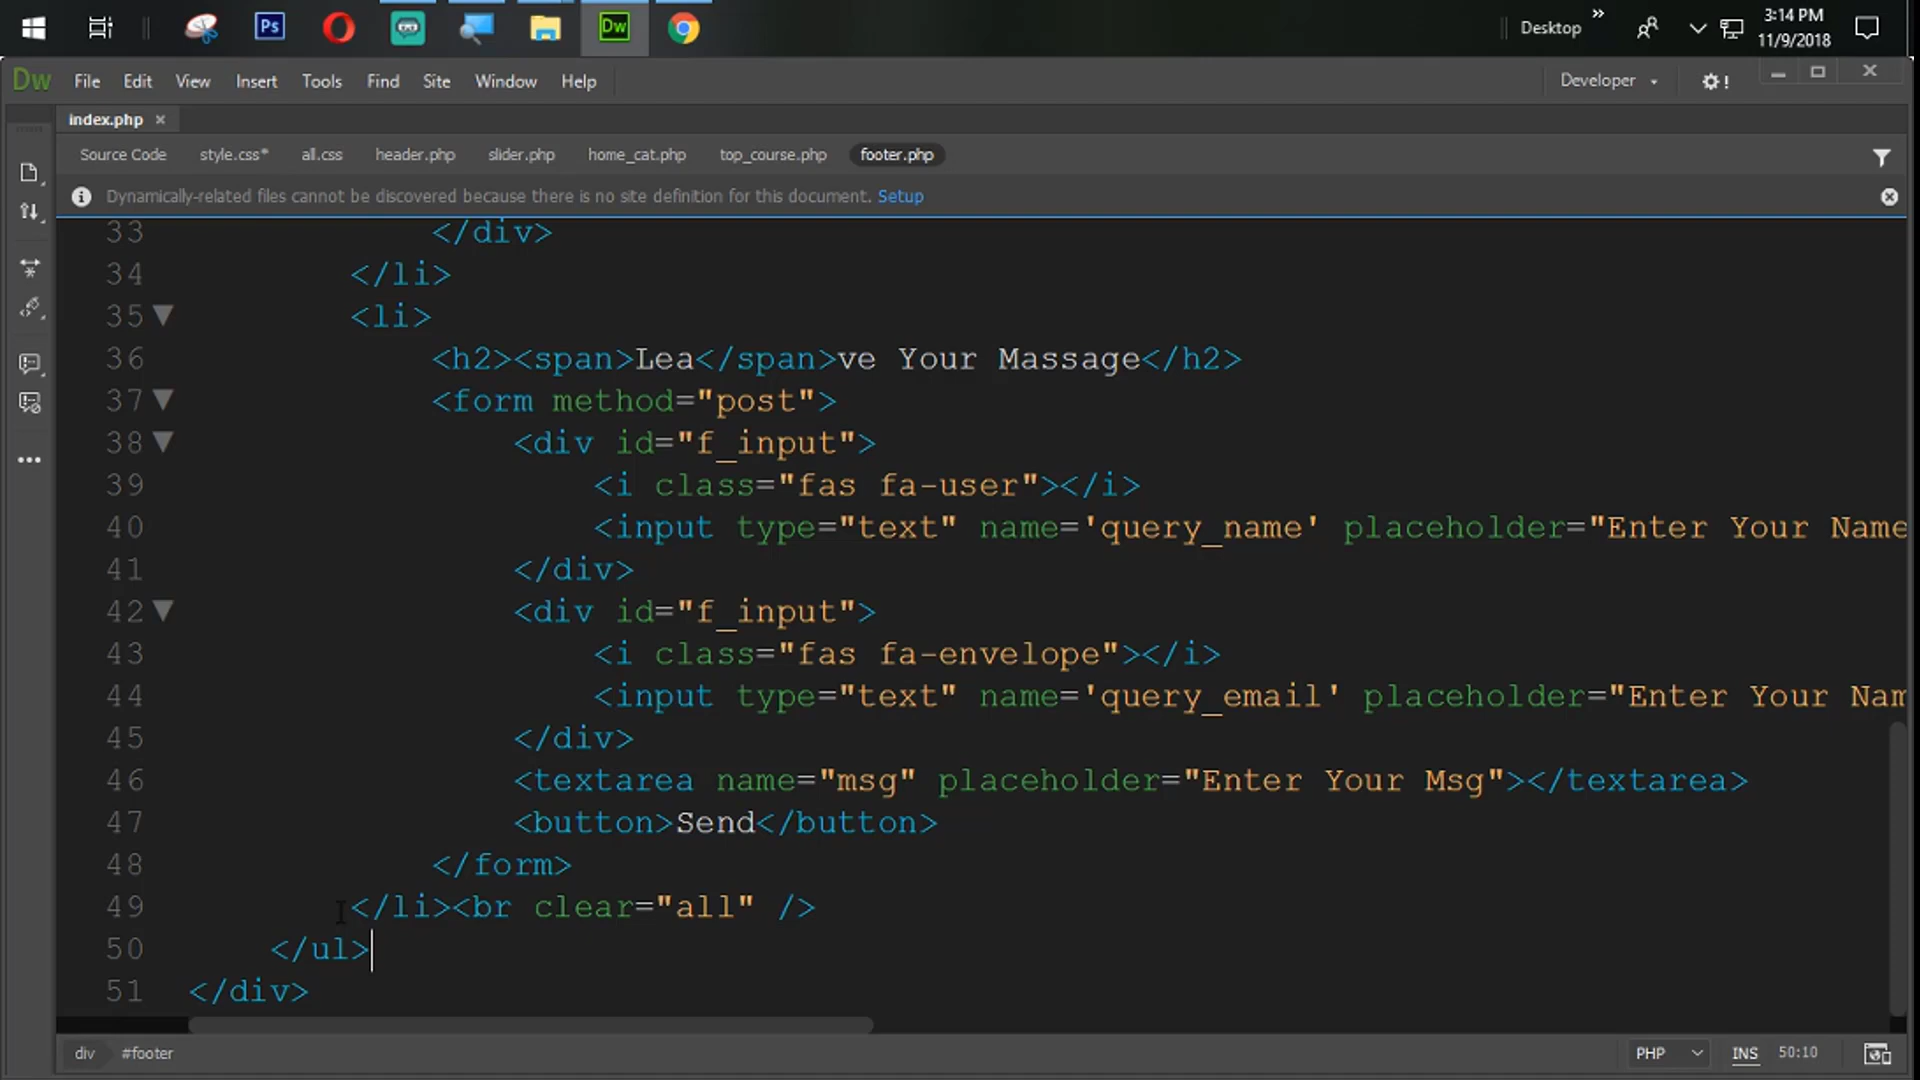 Ps
Dw
Desktop »
3:14 PM
11/9/2018
Dw File Edit View Insert Tools Find Site Window Help
Developer
!
index.php ×
Source Code style.css* all.css header.php slider.php home_cat.php top_course.php footer.php
Dynamically-related files cannot be discovered because there is no site definition for this document. Setup
33 </div>
34 </li>
35 <li>
36 <h2><span>Lea</span>ve Your Massage</h2>
37 <form method="post">
38 <div id="f_input">
39 <i class="fas fa-user"></i>
40 <input type="text" name='query_name' placeholder="Enter Your Name
41 </div>
42 <div id="f_input">
43 <i class="fas fa-envelope"></i>
44 <input type="text" name='query_email' placeholder="Enter Your Nam
45 </div>
46 <textarea name="msg" placeholder="Enter Your Msg"></textarea>
47 <button>Send</button>
48 </form>
49 </li><br clear="all" />
50 </ul>
51 </div>
div #footer
PHP INS 50:10